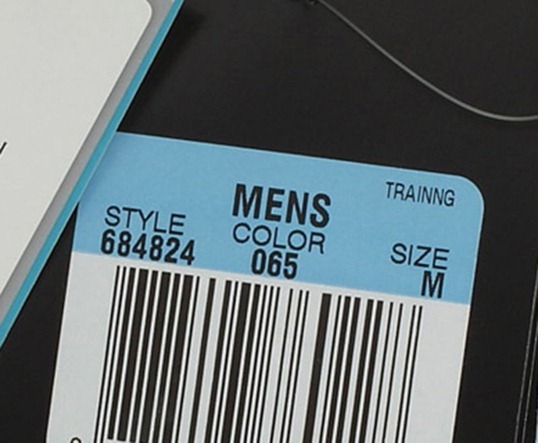 TRAINNG
MENS
STYLE COLOR SIZE
684824 065 M